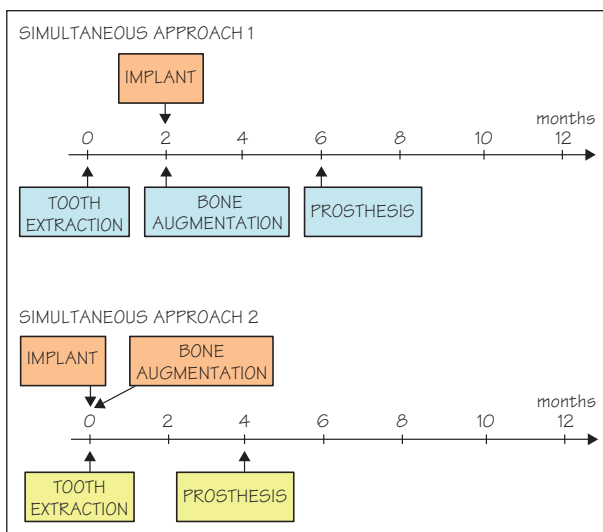 SIMULTANEOUS APPROACH 1
IMPLANT
months
0 2 4 6 8 10 12
TOOTH
EXTRACTION
BONE
AUGMENTATION
PROSTHESIS
SIMULTANEOUS APPROACH 2
IMPLANT
BONE
AUGMENTATION
months
0 2 4 6 8 10 12
TOOTH
EXTRACTION
PROSTHESIS